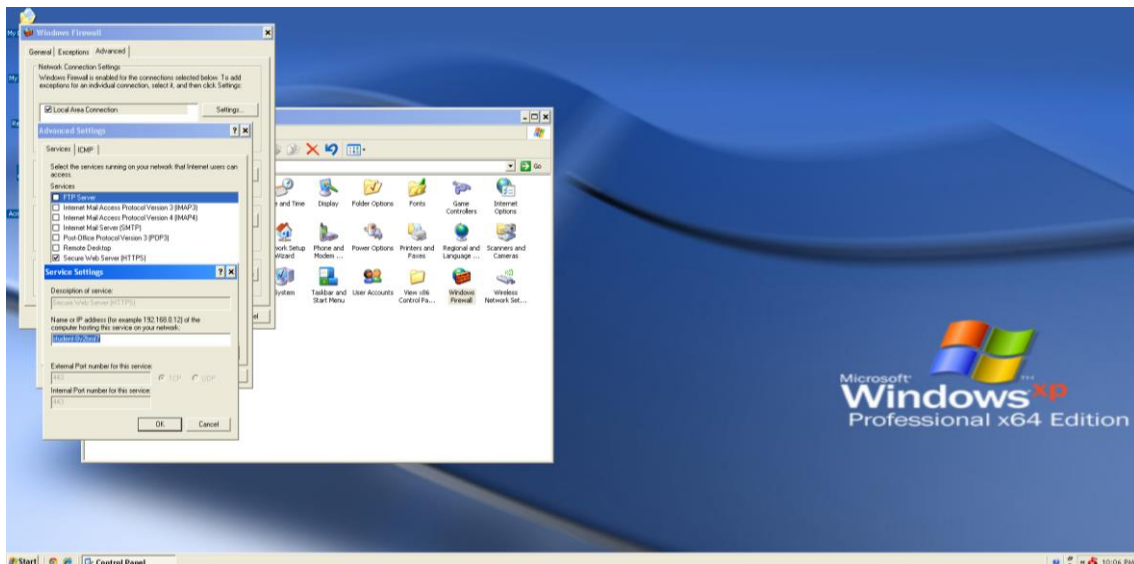 Windows Firewall
General
Exceptions
Advanced
Network Connection Settings
Windows Firewall is enabled for the connections selected below. To add
exceptions for an individual connection, select it, and then click Settings:
Local Area Connection
Settings...
Advanced Settings
Services
ICMP
Select the services running on your network that Internet users can
access.
Services
FTP Server
Internet Mail Access Protocol Version 3 (IMAP3)
Internet Mail Access Protocol Version 4 (IMAP4)
Internet Mail Server (SMTP)
Post-Office Protocol Version 3 (POP3)
Remote Desktop
Secure Web Server (HTTPS)
Service Settings
Description of service:
Secure Web Server (HTTPS)
Name or IP address (for example 192.168.0.12) of the
computer hosting this service on your network:
External Port number for this service:
443
TCP
UDP
Internal Port number for this service:
443
OK
Cancel
Go
and Time
Display
Folder Options
Fonts
Game
Controllers
Internet
Options
Setup
Wizard
Phone and
Modem ...
Power Options
Printers and
Faxes
Regional and
Language ...
Scanners and
Cameras
System
Taskbar and
Start Menu
User Accounts
View x86
Control Pa...
Windows
Firewall
Wireless
Network Set...
Microsoft
Windows xp
Professional x64 Edition
Start
Control Panel
10:06 PM